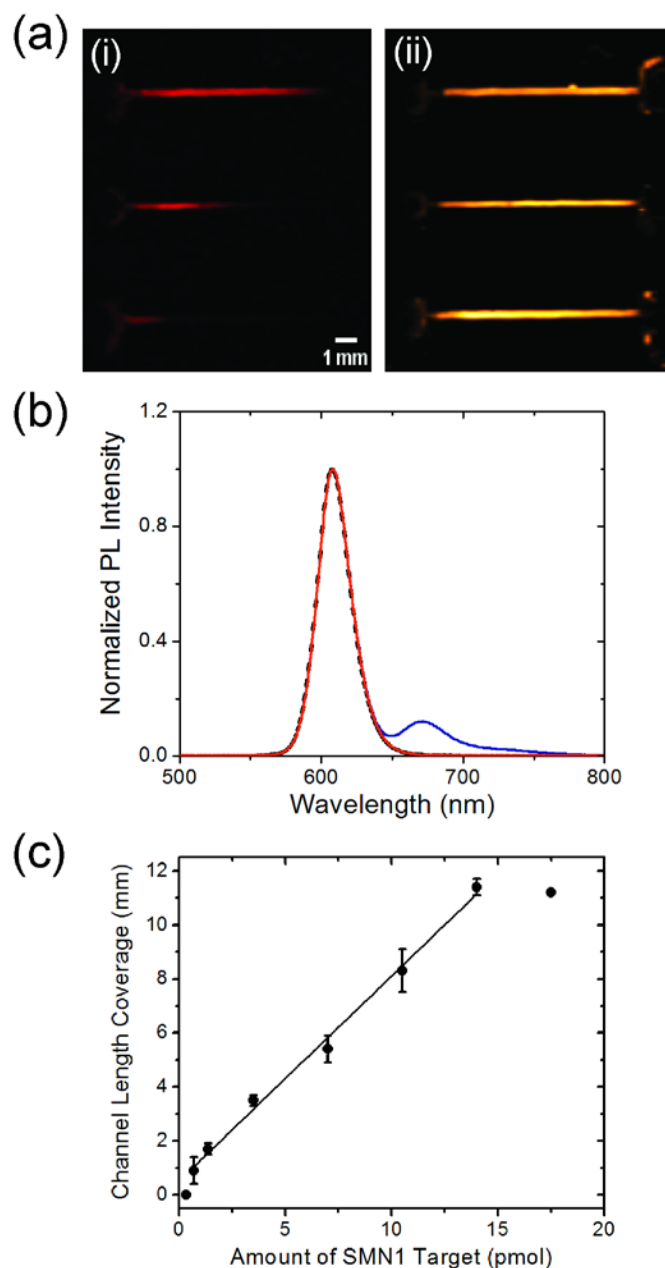 (a)
(i)
(ii)
1 mm
(b)
1.2
0.8
0.4
0.0
Normalized PL Intensity
500 600 700 800
Wavelength (nm)
(c)
12
10
8
6
4
2
0
Channel Length Coverage (mm)
0 5 10 15 20
Amount of SMN1 Target (pmol)